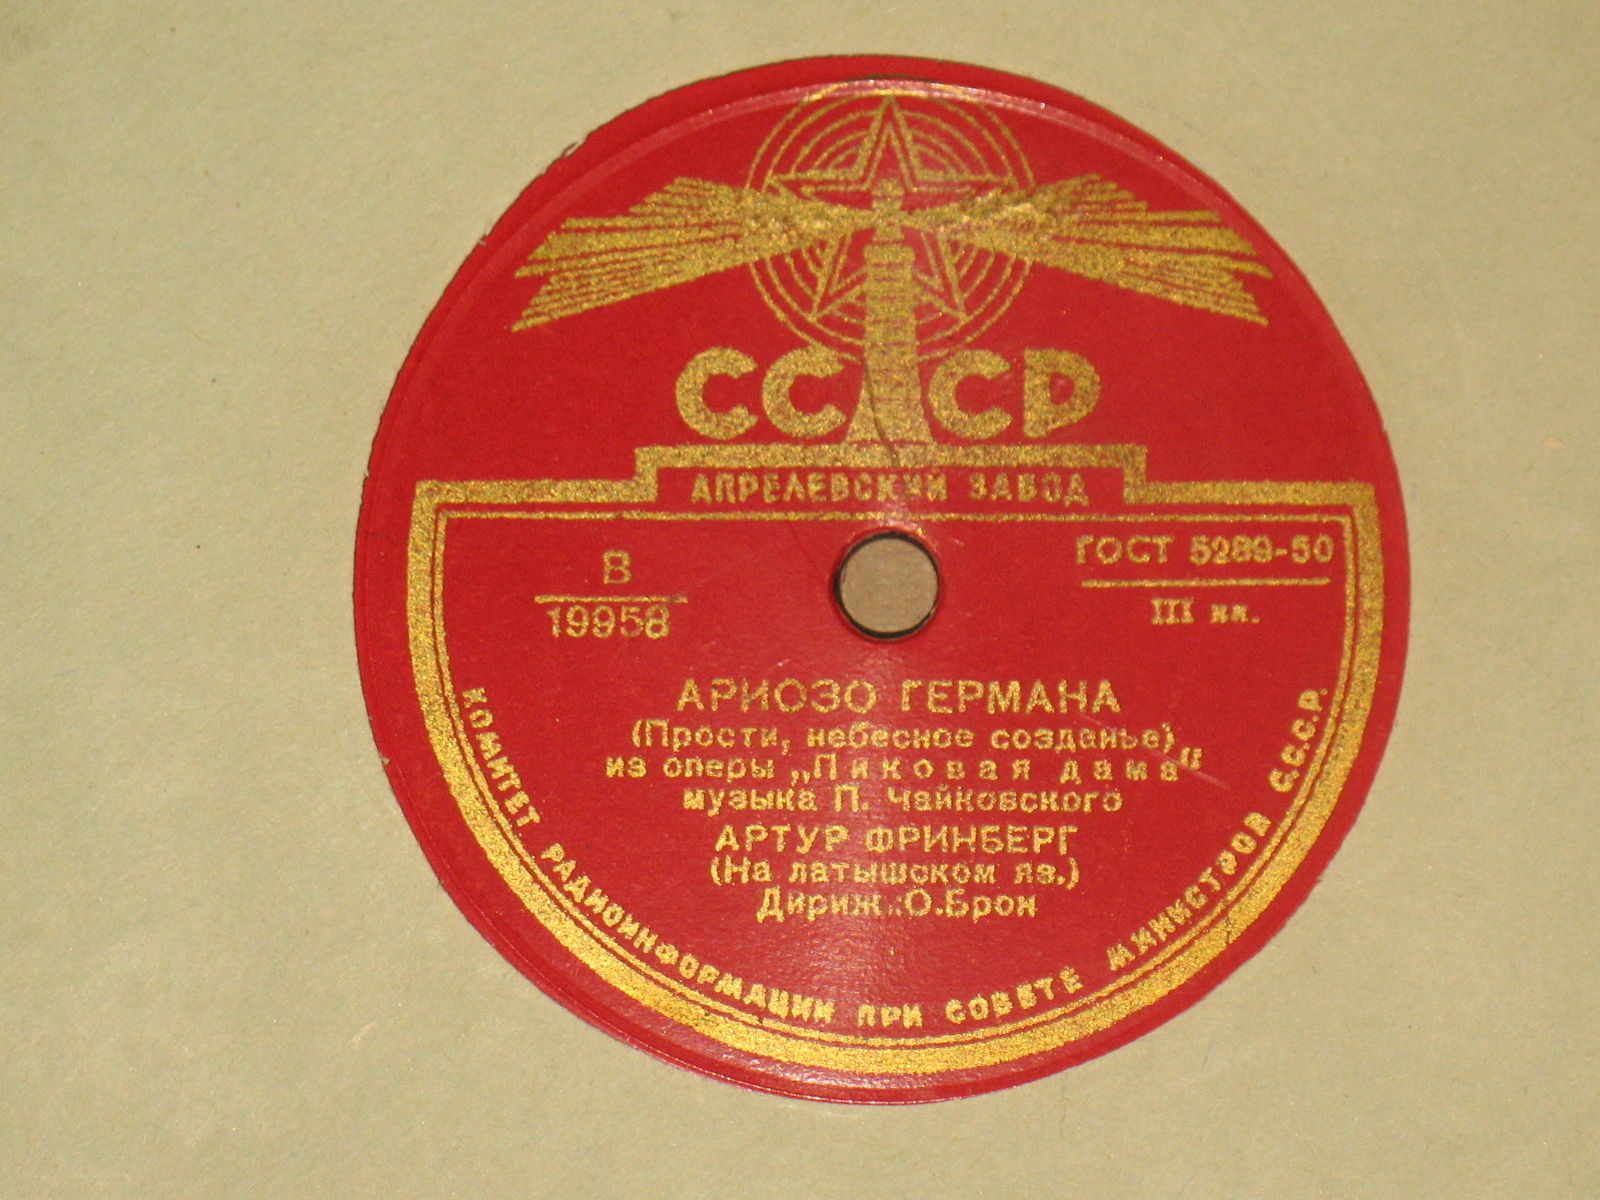 СССР
АПРЕЛЕВСКИЙ ЗАВОД
В
19958
ГОСТ 5289-50
III кл.
АРИОЗО ГЕРМАНА
(Прости, небесное созданье)
из оперы „Пиковая дама"
музыка П. Чайковского
АРТУР ФРИНБЕРГ
(На латышском яз.)
Дириж. О.Брон
КОМИТЕТ РАДИОИНФОРМАЦИИ ПРИ СОВЕТЕ МИНИСТРОВ С.С.С.Р.